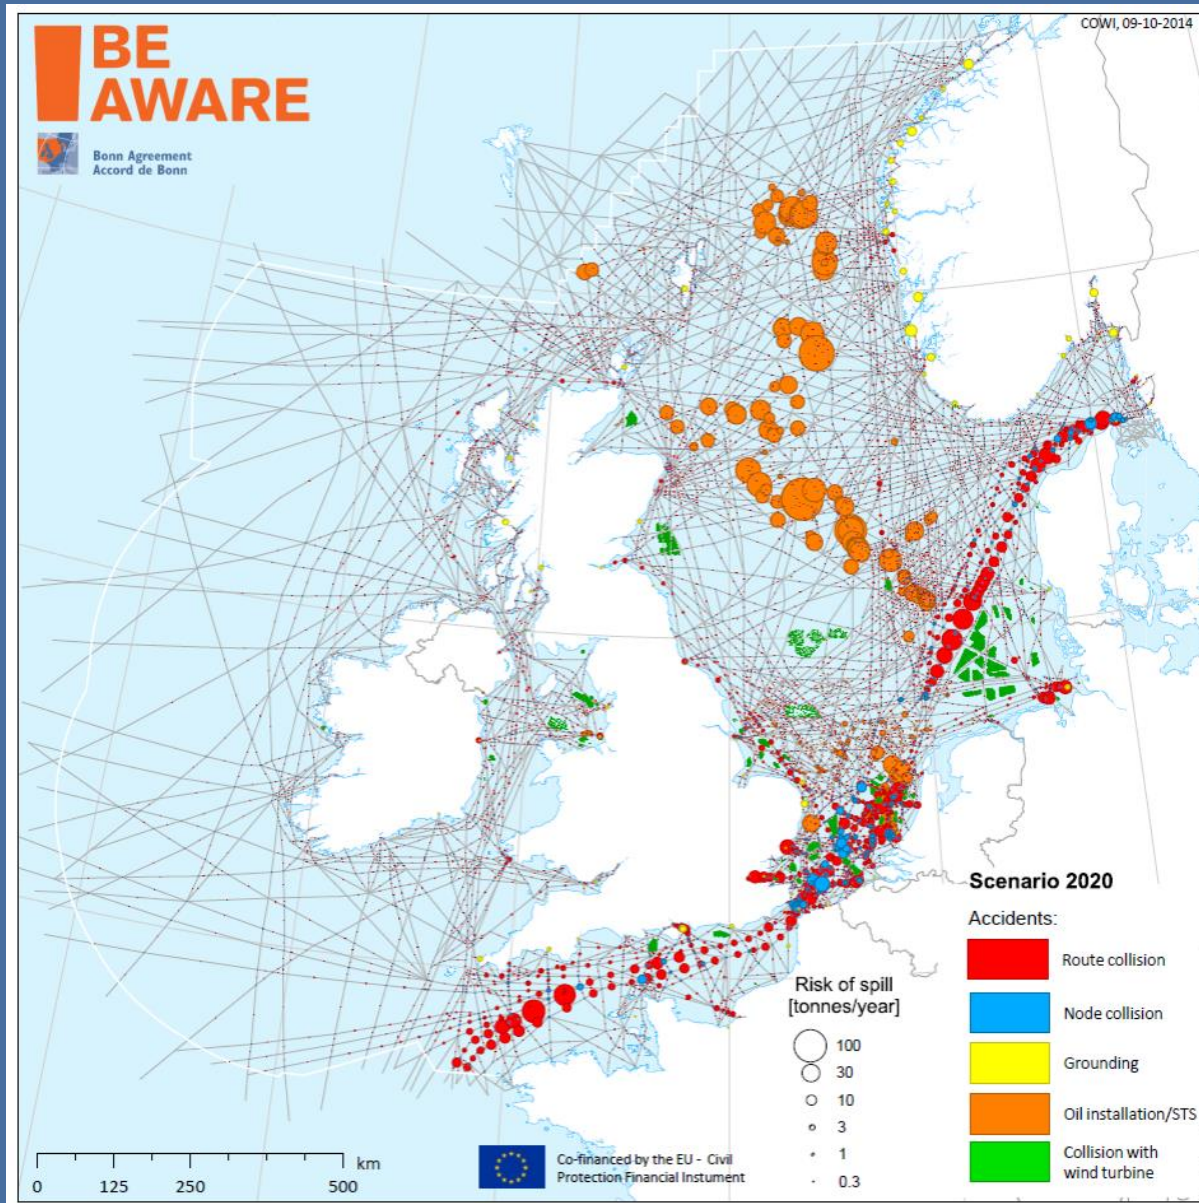 COWI, 09-10-2014
BE
AWARE
Bonn Agreement
Accord de Bonn
Scenario 2020
Accidents:
Route collision
Node collision
Grounding
Oil installation/STS
Collision with
wind turbine
Risk of spill
[tonnes/year]
100
30
10
3
1
0.3
0 125 250 500 km
Co-financed by the EU - Civil
Protection Financial Instument